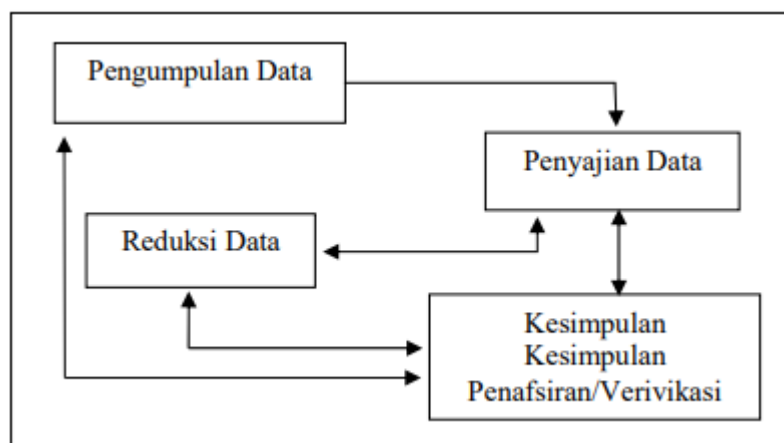 Pengumpulan Data
Penyajian Data
Reduksi Data
Kesimpulan
Kesimpulan
Penafsiran/Verivikasi